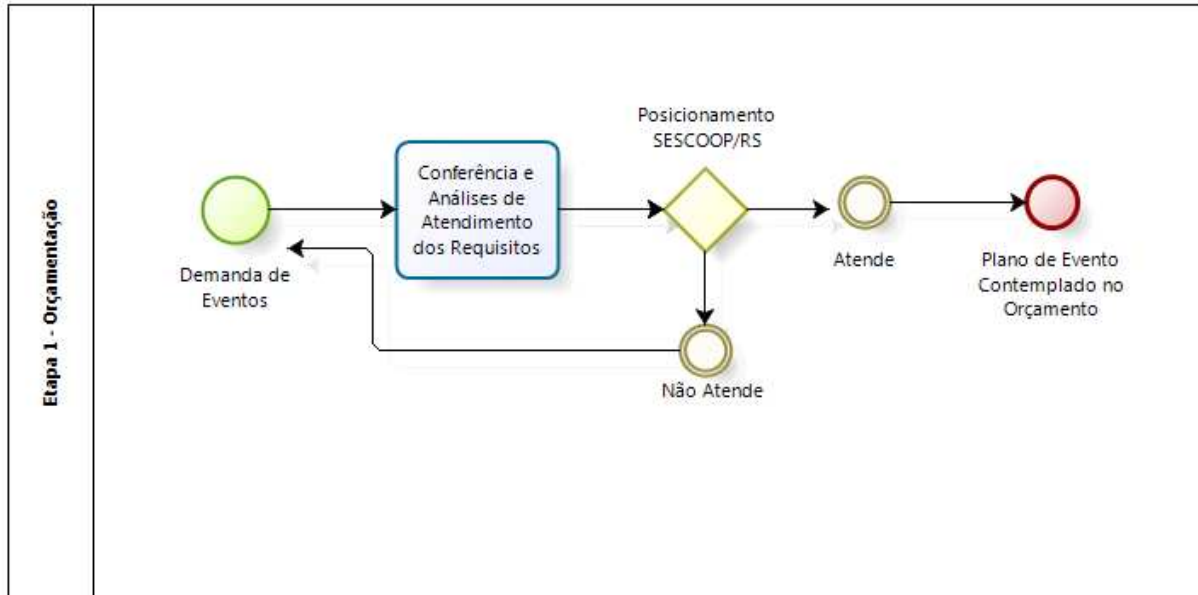 Etapa 1 - Orçamentação
Demanda de
Eventos
Conferência e
Análises de
Atendimento
dos Requisitos
Posicionamento
SESCOOP/RS
Atende
Não Atende
Plano de Evento
Contemplado no
Orçamento